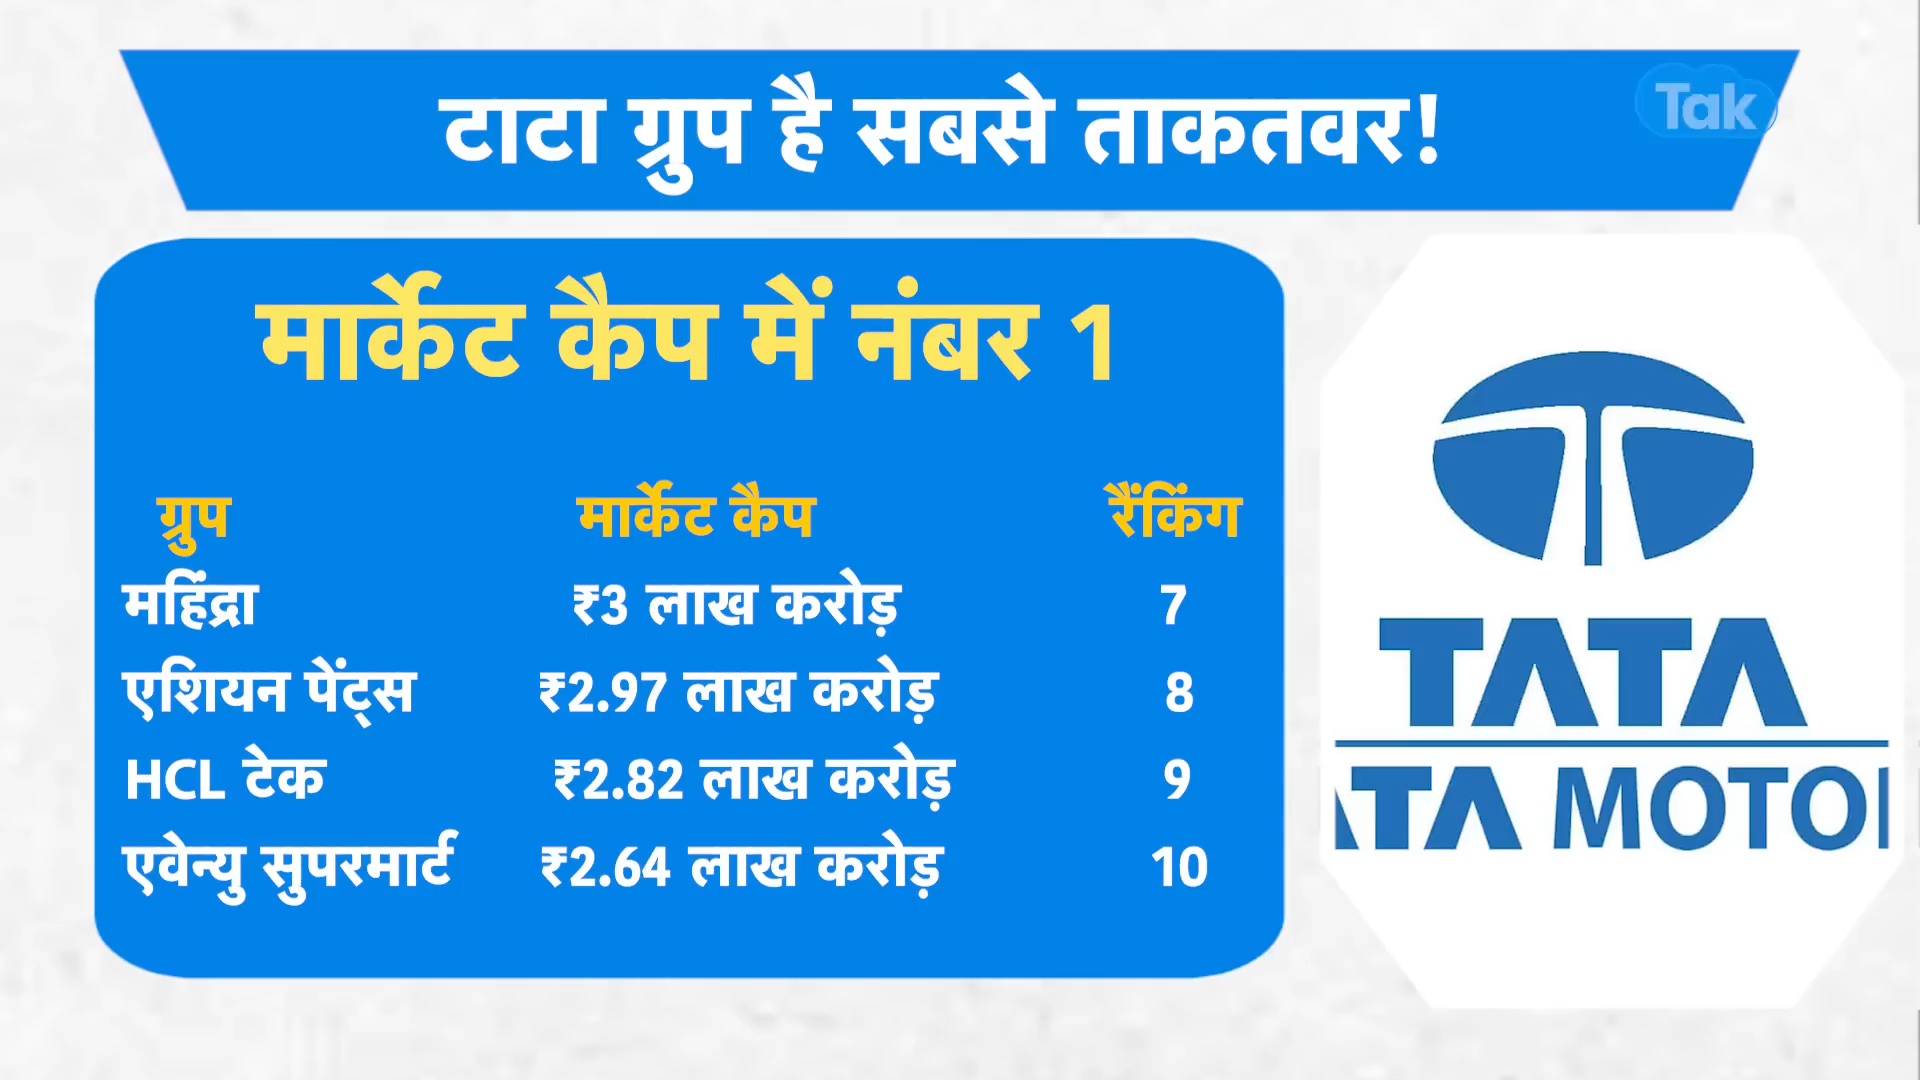 टाटा ग्रुप है सबसे ताकतवर!
Tak
मार्केट कैप में नंबर 1
ग्रुप मार्केट कैप रैंकिंग
महिंद्रा ₹3 लाख करोड़ 7
एशियन पेंट्स ₹2.97 लाख करोड़ 8
HCL टेक ₹2.82 लाख करोड़ 9
एवेन्यु सुपरमार्ट ₹2.64 लाख करोड़ 10
TATA
ATA MOTO